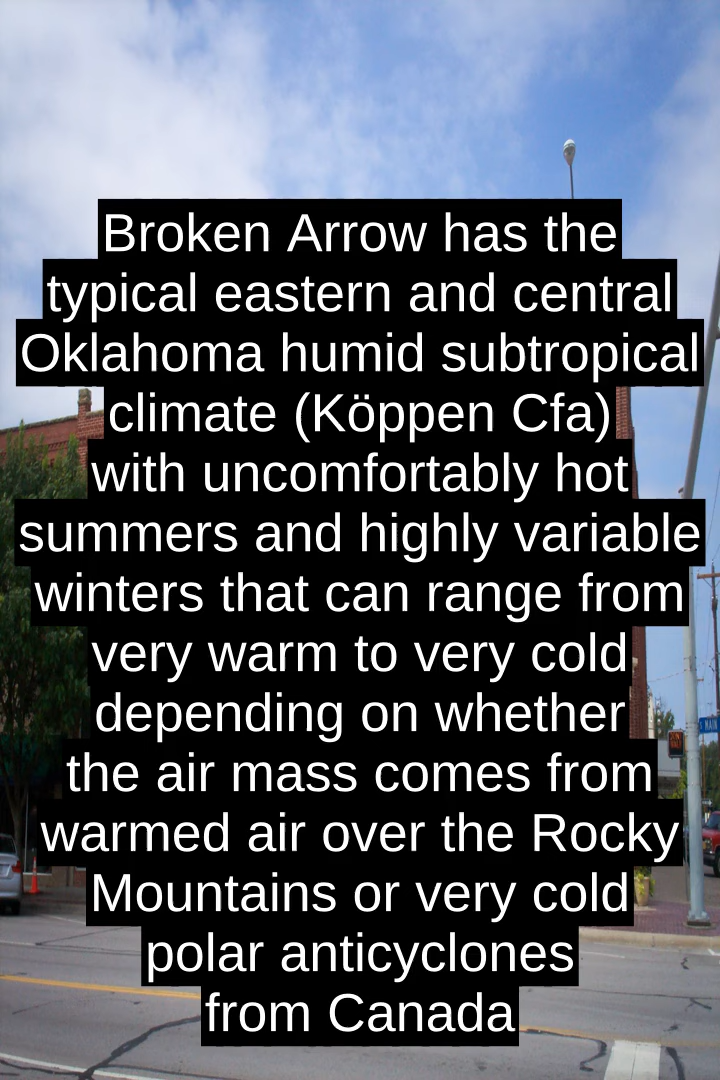 Broken Arrow has the
typical eastern and central
Oklahoma humid subtropical
climate (Köppen Cfa)
with uncomfortably hot
summers and highly variable
winters that can range from
very warm to very cold
depending on whether
the air mass comes from
warmed air over the Rocky
Mountains or very cold
polar anticyclones
from Canada
MAIN